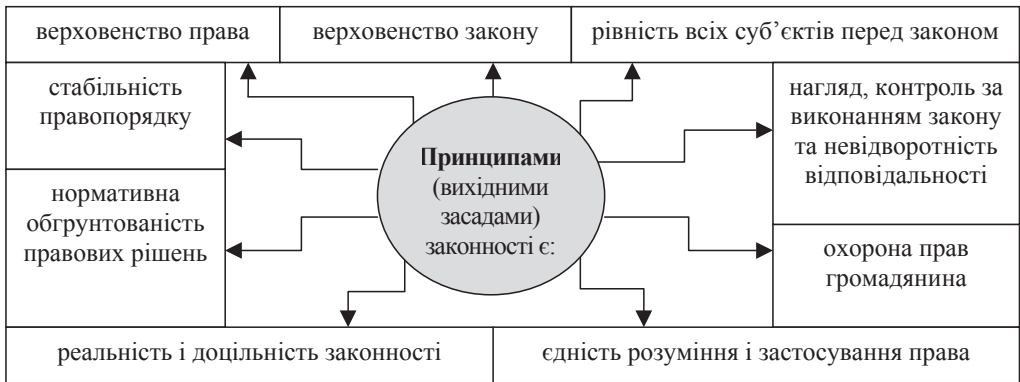 верховенство права
верховенство закону
рівність всіх суб’єктів перед законом
стабільність
правопорядку
нормативна
обгрунтованість
правових рішень
Принципами
(вихідними
засадами)
законності є:
нагляд, контроль за
виконанням закону
та невідворотність
відповідальності
охорона прав
громадянина
реальність і доцільність законності
єдність розуміння і застосування права